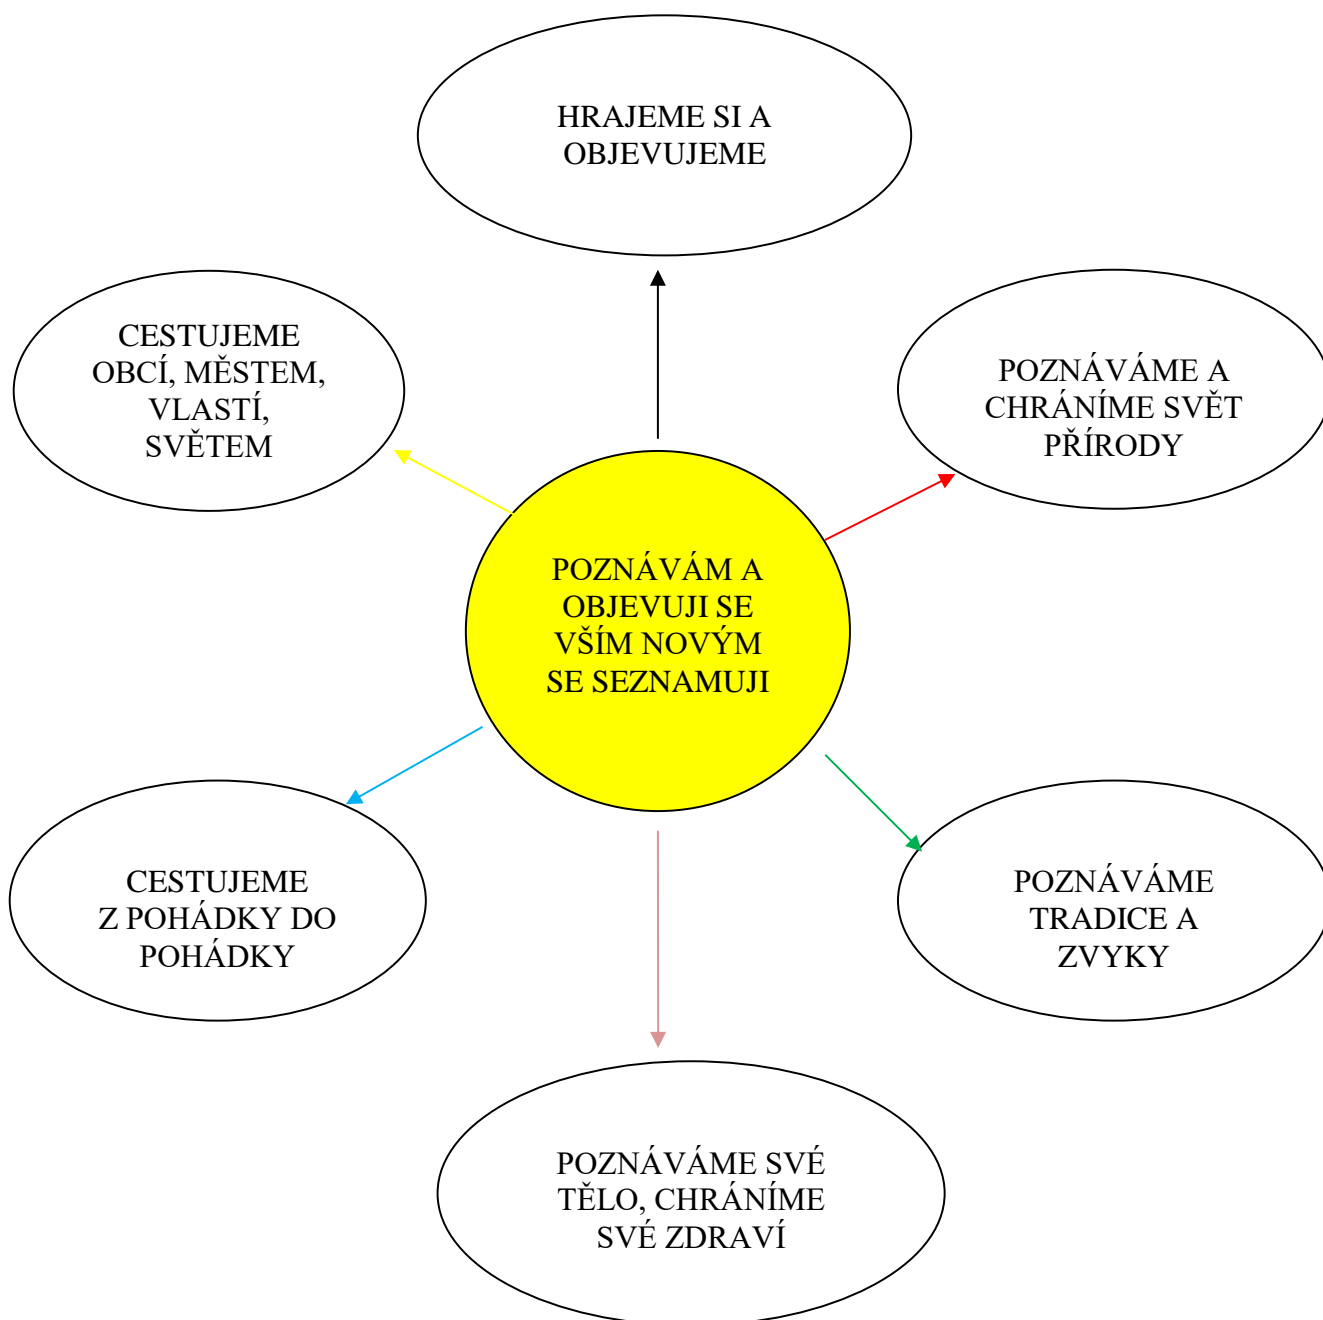 HRAJEME SI A
OBJEVUJEME
CESTUJEME
OBCÍ, MĚSTEM,
VLASTÍ,
SVĚTEM
POZNÁVÁME A
CHRÁNÍME SVĚT
PŘÍRODY
POZNÁVÁM A
OBJEVUJI SE
VŠÍM NOVÝM
SE SEZNAMUJI
CESTUJEME
Z POHÁDKY DO
POHÁDKY
POZNÁVÁME
TRADICE A
ZVYKY
POZNÁVÁME SVÉ
TĚLO, CHRÁNÍME
SVÉ ZDRAVÍ